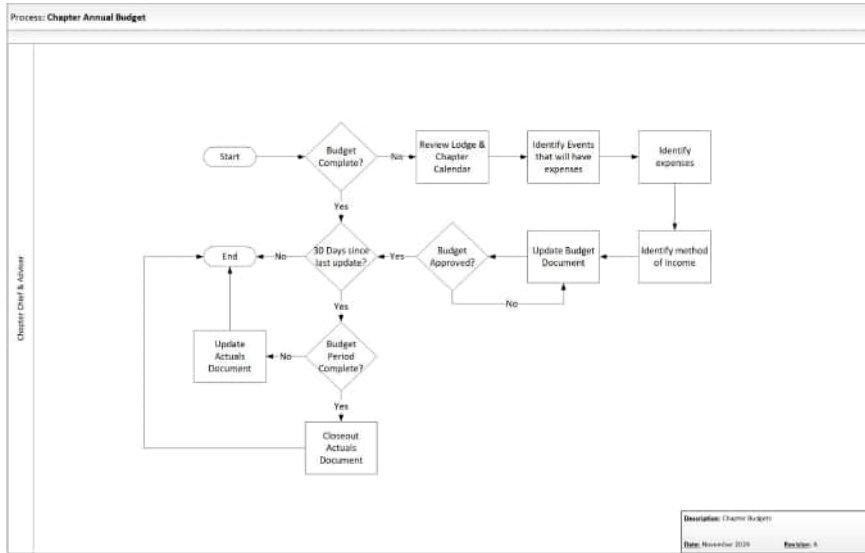 Process: Chapter Annual Budget
Chapter Chief & Adviser
Start
Budget
Complete?
No
Review Lodge &
Chapter
Calendar
Identify Events
that will have
expenses
Identify
expenses
Yes
End
No
30 Days since
last update?
Yes
Budget
Approved?
Update Budget
Document
Identify method
of income
No
Yes
Update
Actuals
Document
No
Budget
Period
Complete?
Yes
Closeout
Actuals
Document
Description: Chapter Budgets
Date: November
Revision: A